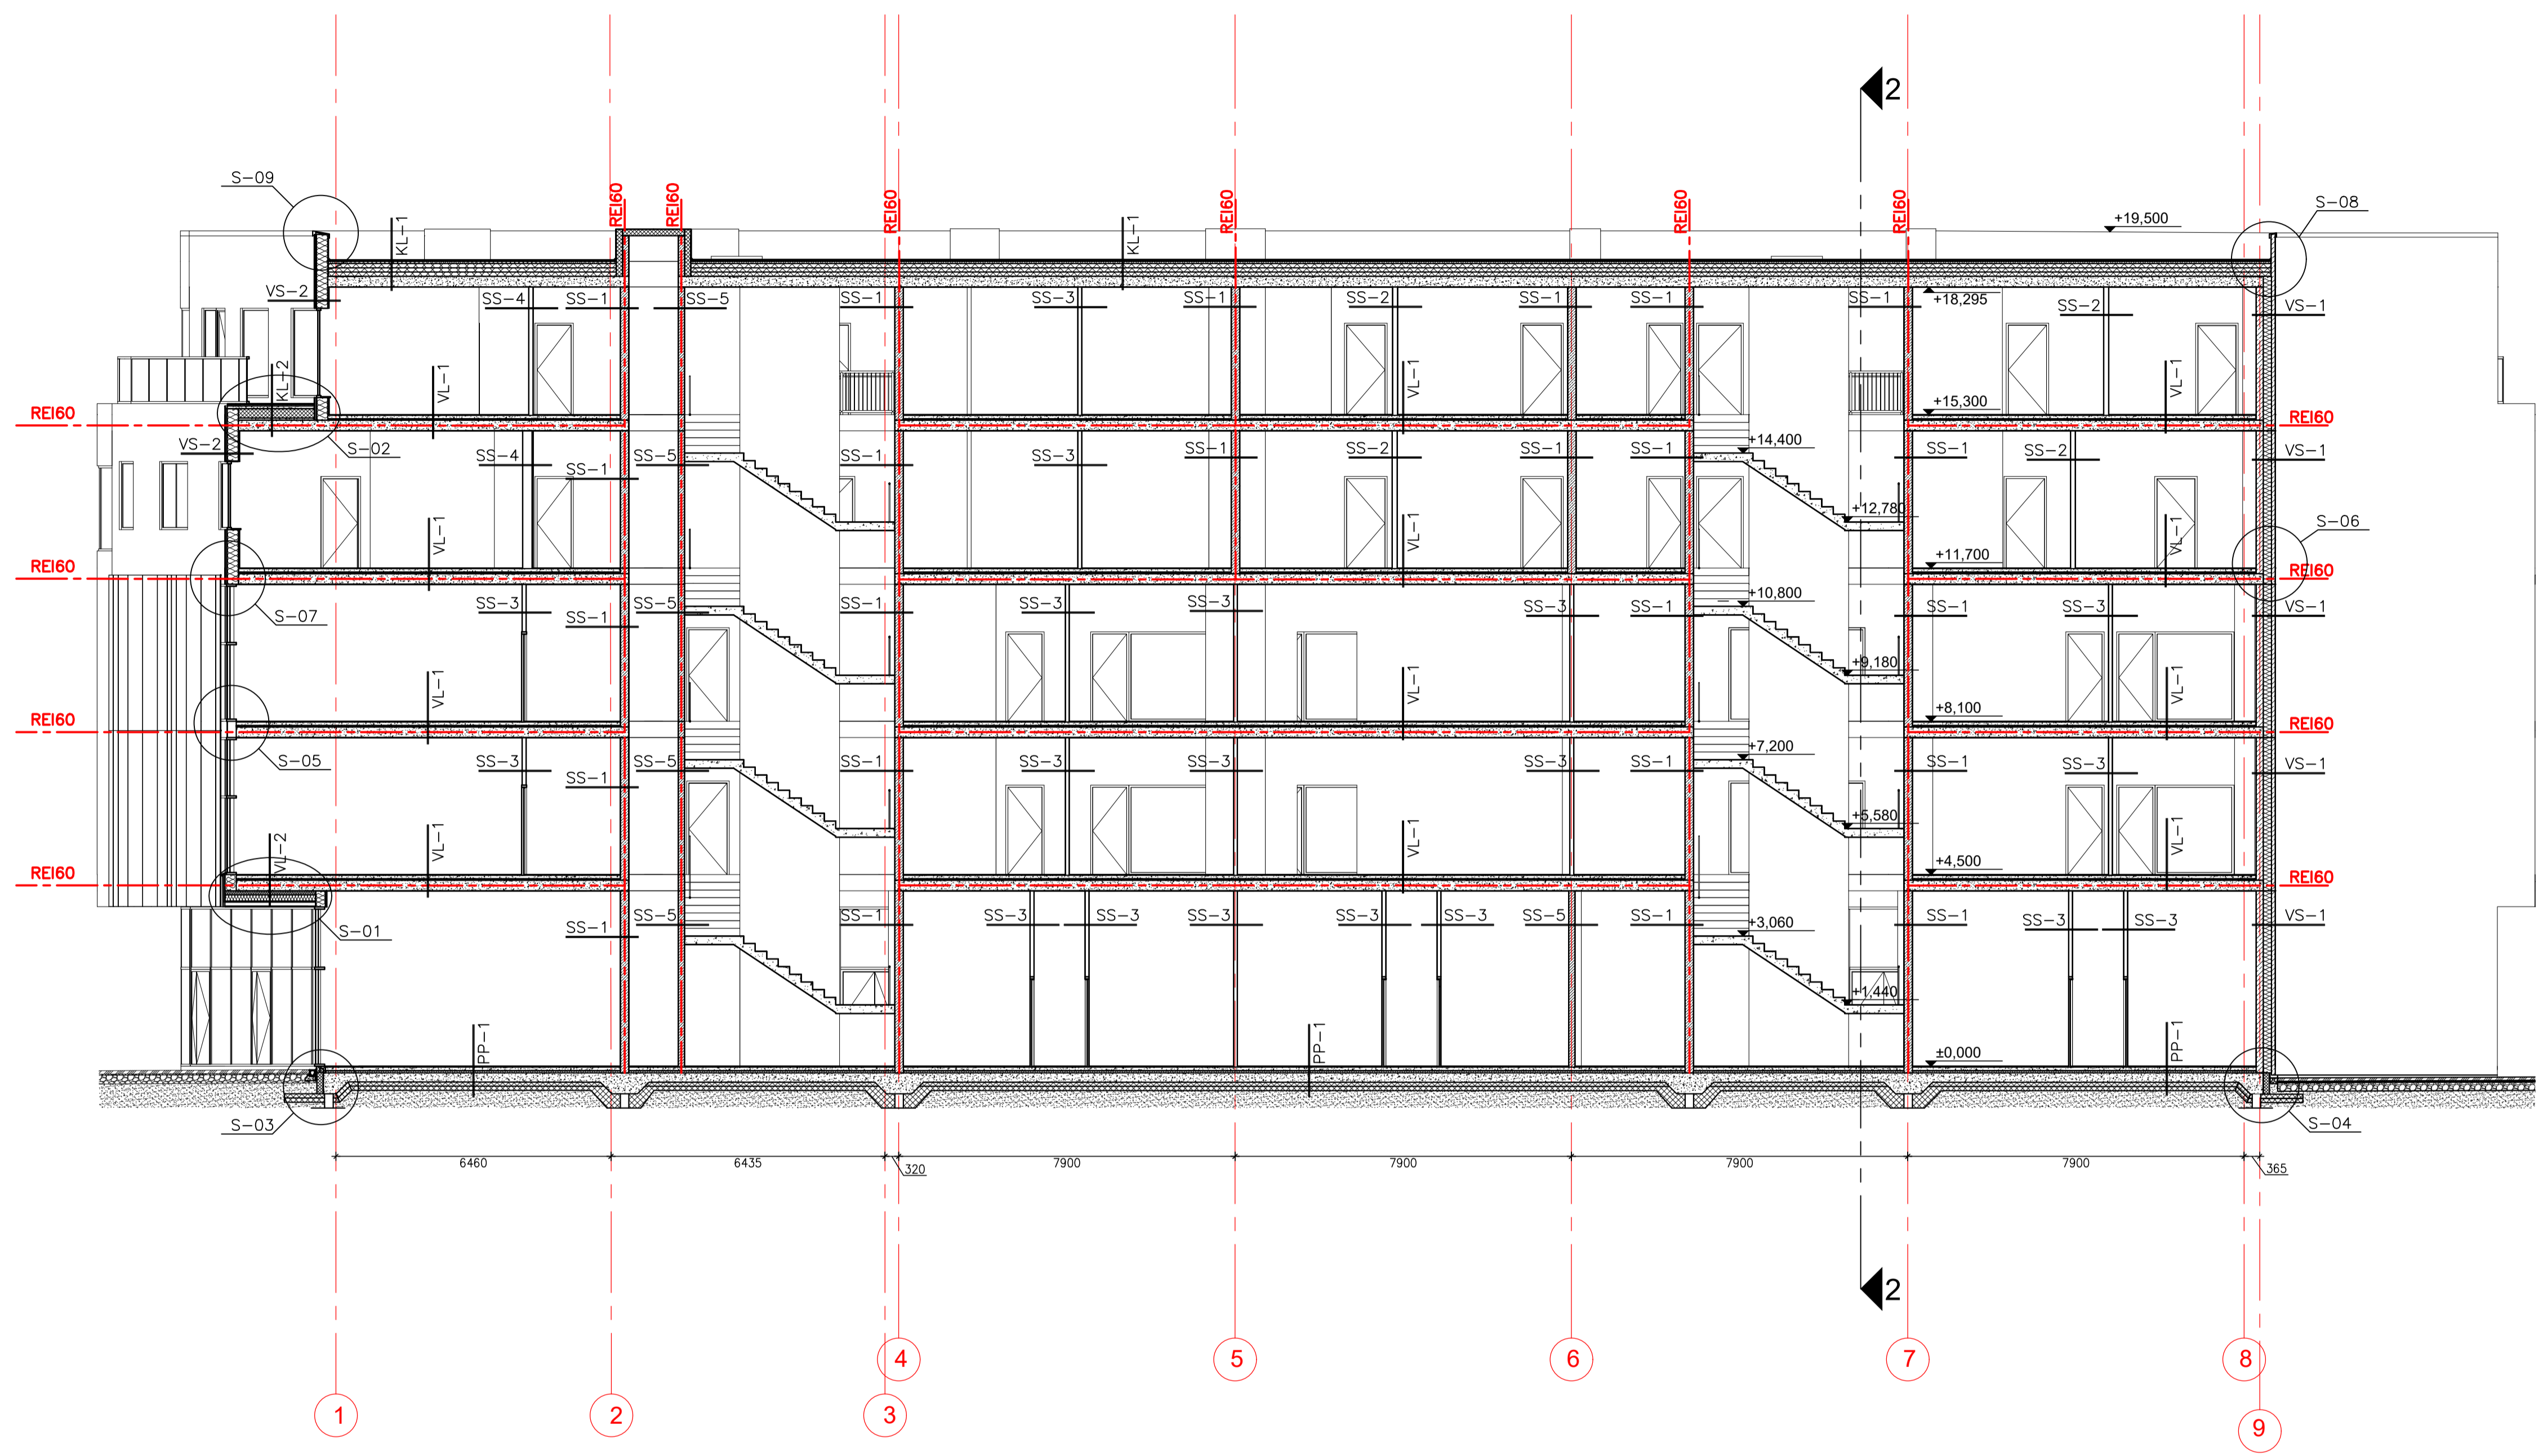 2
S-09
S-08
+19,500
REI60
REI60
REI60
REI60
REI60
REI60
KL-1
KL-1
VS-2
SS-4
SS-1
SS-5
SS-1
SS-3
SS-1
SS-2
SS-1
SS-1
SS-1
+18,295
SS-2
VS-1
KL-2
VL-1
VL-1
VL-1
REI60
+15,300
REI60
VS-2
S-02
SS-4
SS-1
SS-5
SS-1
SS-3
SS-1
SS-2
SS-1
SS-1
+14,400
SS-1
SS-2
VS-1
VL-1
VL-1
+12,780
VL-1
S-06
REI60
+11,700
REI60
S-07
SS-3
SS-1
SS-5
SS-1
SS-3
SS-3
SS-3
SS-1
+10,800
SS-1
SS-3
VS-1
VL-1
VL-1
+9,180
VL-1
REI60
+8,100
REI60
S-05
SS-3
SS-1
SS-5
SS-1
SS-3
SS-3
SS-3
SS-1
+7,200
SS-1
SS-3
VS-1
VL-2
VL-1
VL-1
+5,580
VL-1
REI60
+4,500
REI60
S-01
SS-1
SS-5
SS-1
SS-3
SS-3
SS-3
SS-3
SS-3
SS-5
SS-1
+3,060
SS-1
SS-3
SS-3
VS-1
+1,440
PP-1
PP-1
±0,000
PP-1
S-03
S-04
6460
6435
320
7900
7900
7900
7900
365
2
4
5
6
7
8
1
2
3
9